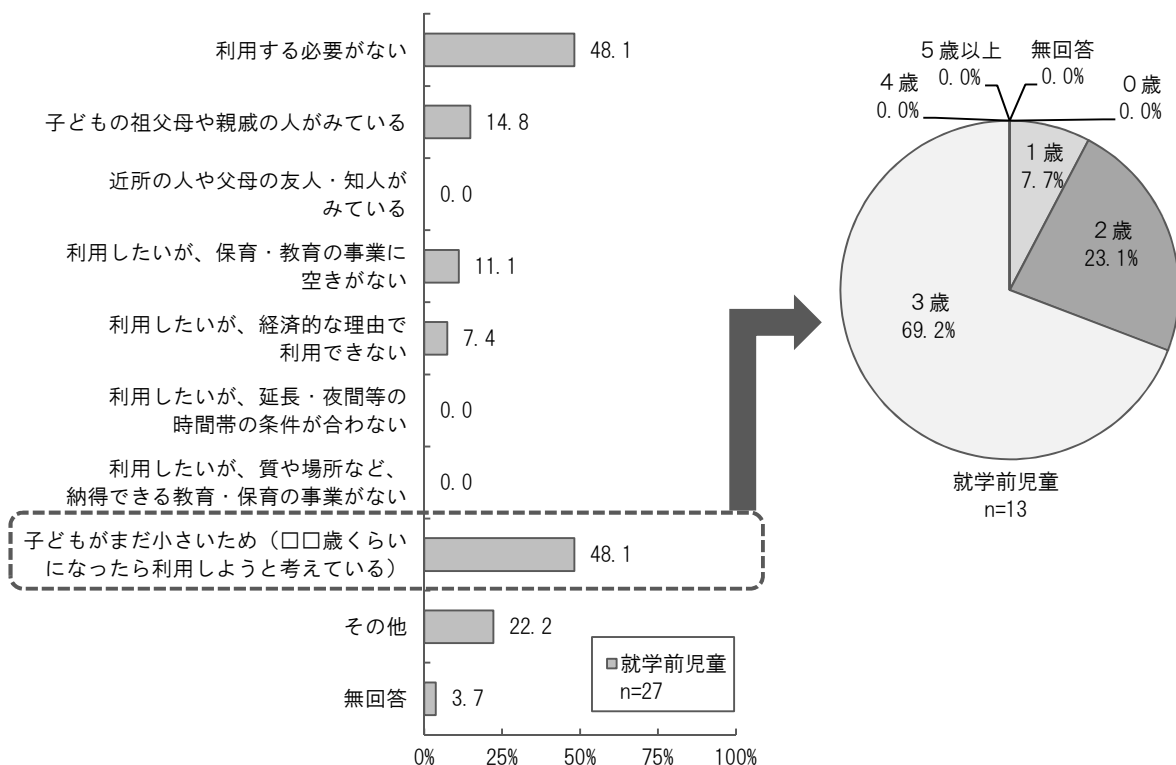 利用する必要がない
48.1
子どもの祖父母や親戚の人がみている
14.8
近所の人や父母の友人・知人が
みている
0.0
利用したいが、保育・教育の事業に
空きがない
11.1
利用したいが、経済的な理由で
利用できない
7.4
利用したいが、延長・夜間等の
時間帯の条件が合わない
0.0
利用したいが、質や場所など、
納得できる教育・保育の事業がない
0.0
子どもがまだ小さいため(□□歳くらい
になったら利用しようと考えている)
48.1
その他
22.2
無回答
3.7
0%
25%
50%
75%
100%
就学前児童
n=27
4歳
0.0%
5歳以上
0.0%
無回答
0.0%
0歳
0.0%
1歳
7.7%
2歳
23.1%
3歳
69.2%
就学前児童
n=13